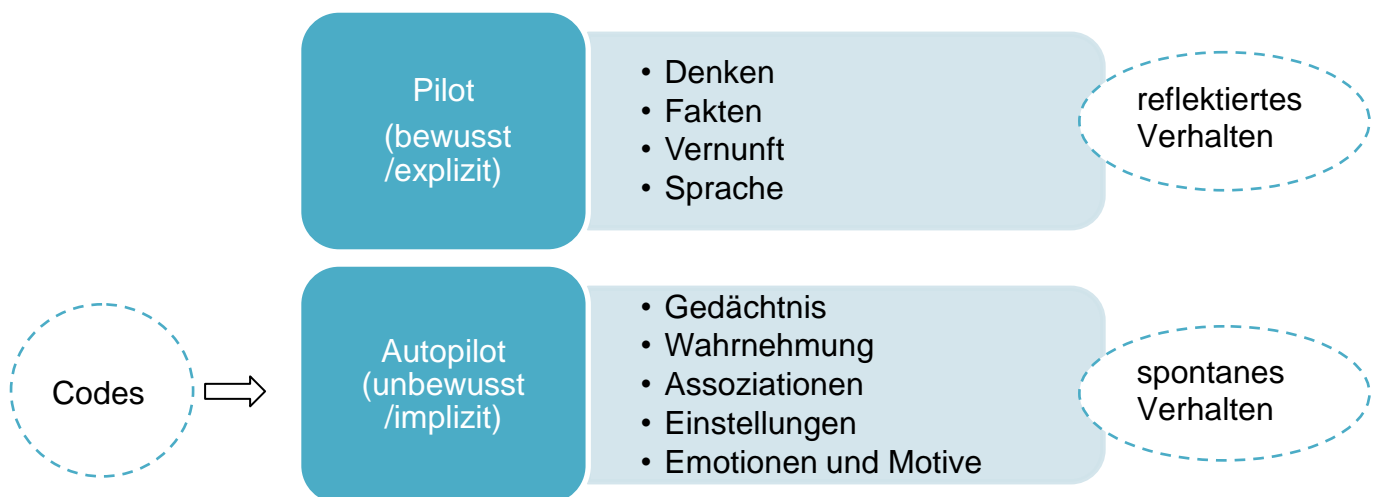 Pilot
(bewusst
/explizit)
• Denken
• Fakten
• Vernunft
• Sprache
reflektiertes
Verhalten
Codes
Autopilot
(unbewusst
/implizit)
• Gedächtnis
• Wahrnehmung
• Assoziationen
• Einstellungen
• Emotionen und Motive
spontanes
Verhalten